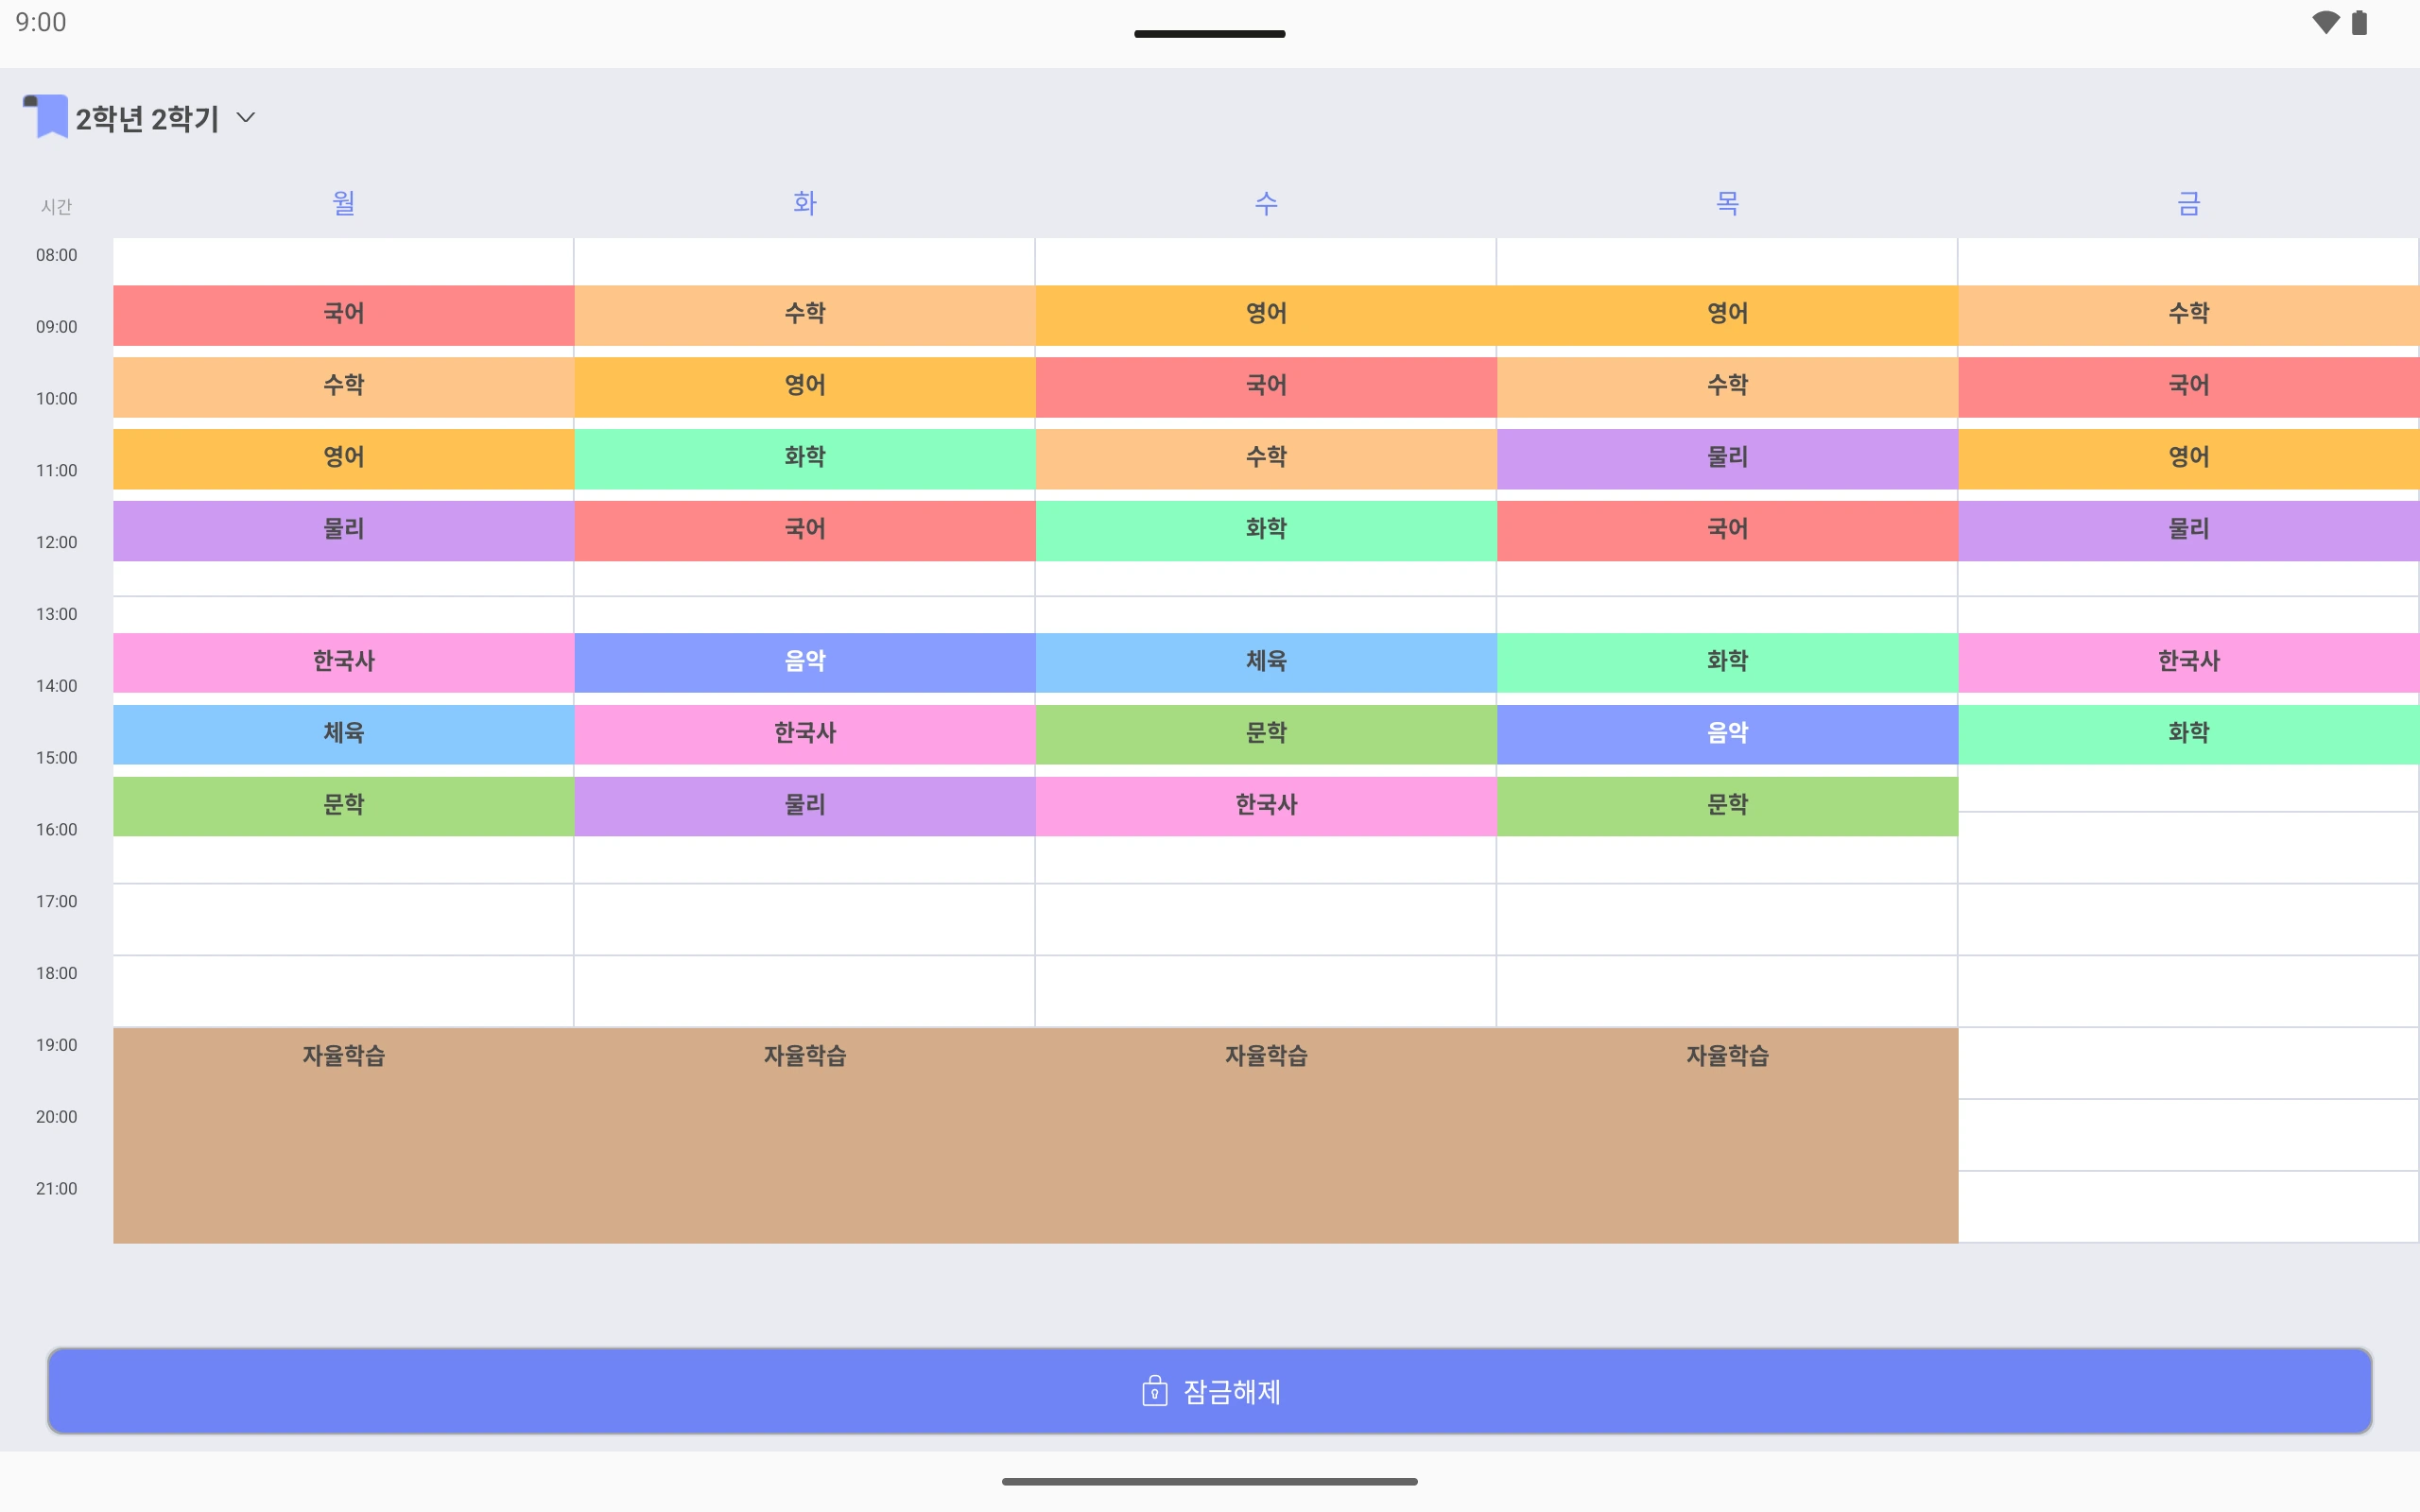 9:00
2학년 2학기
시간 월 화 수 목 금
08:00
국어 수학 영어 영어 수학
09:00
수학 영어 국어 수학 국어
10:00
영어 화학 수학 물리 영어
11:00
물리 국어 화학 국어 물리
12:00
13:00
한국사 음악 체육 화학 한국사
14:00
체육 한국사 문학 음악 화학
15:00
문학 물리 한국사 문학
16:00
17:00
18:00
19:00
자율학습 자율학습 자율학습 자율학습
20:00
21:00
잠금해제